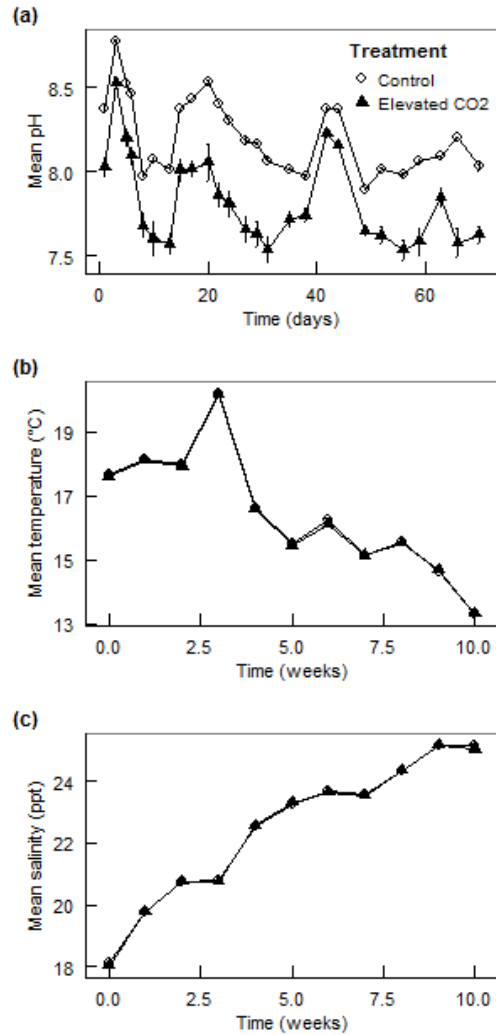 (a)
8.5
8.0
7.5
Mean pH
Treatment
Control
Elevated CO2
0 20 40 60
Time (days)
(b)
19
17
15
13
Mean temperature (°C)
0.0 2.5 5.0 7.5 10.0
Time (weeks)
(c)
24
22
20
18
Mean salinity (ppt)
0.0 2.5 5.0 7.5 10.0
Time (weeks)